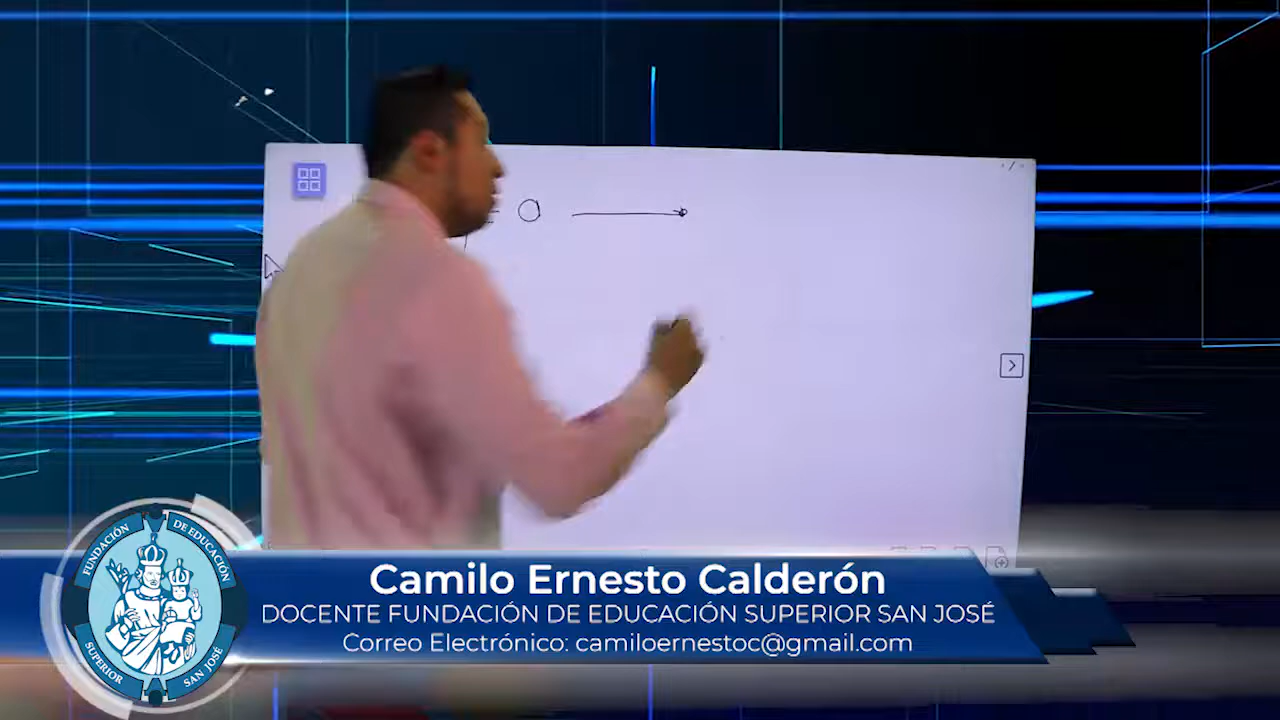 = O →
Camilo Ernesto Calderón
DOCENTE FUNDACIÓN DE EDUCACIÓN SUPERIOR SAN JOSÉ
Correo Electrónico: camiloernestoc@gmail.com
FUNDACIÓN DE EDUCACIÓN
SUPERIOR SAN JOSÉ